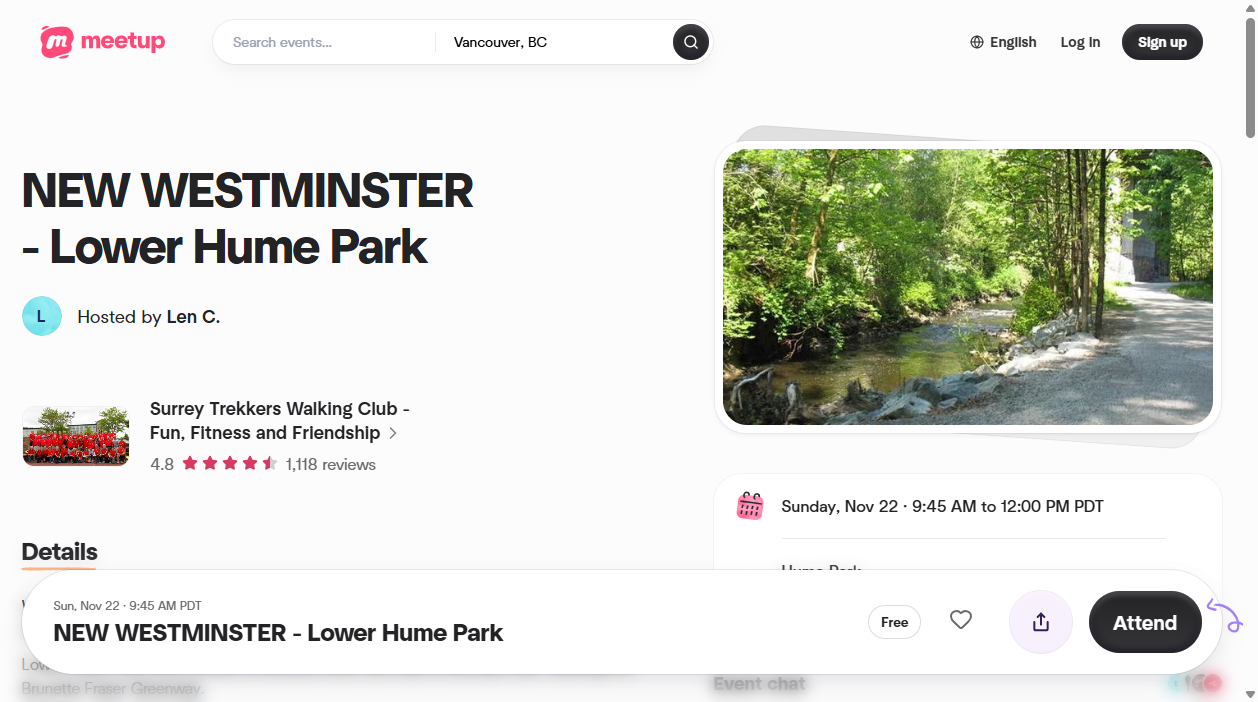 meetup
Search events...
Vancouver, BC
English
Log in
Sign up
NEW WESTMINSTER
- Lower Hume Park
L
Hosted by Len C.
Surrey Trekkers Walking Club -
Fun, Fitness and Friendship
4.8
1,118 reviews
Sunday, Nov 22 · 9:45 AM to 12:00 PM PDT
Hume Park
Details
Sun, Nov 22 · 9:45 AM PDT
NEW WESTMINSTER - Lower Hume Park
Free
Attend
Brunette Fraser Greenway.
Event chat